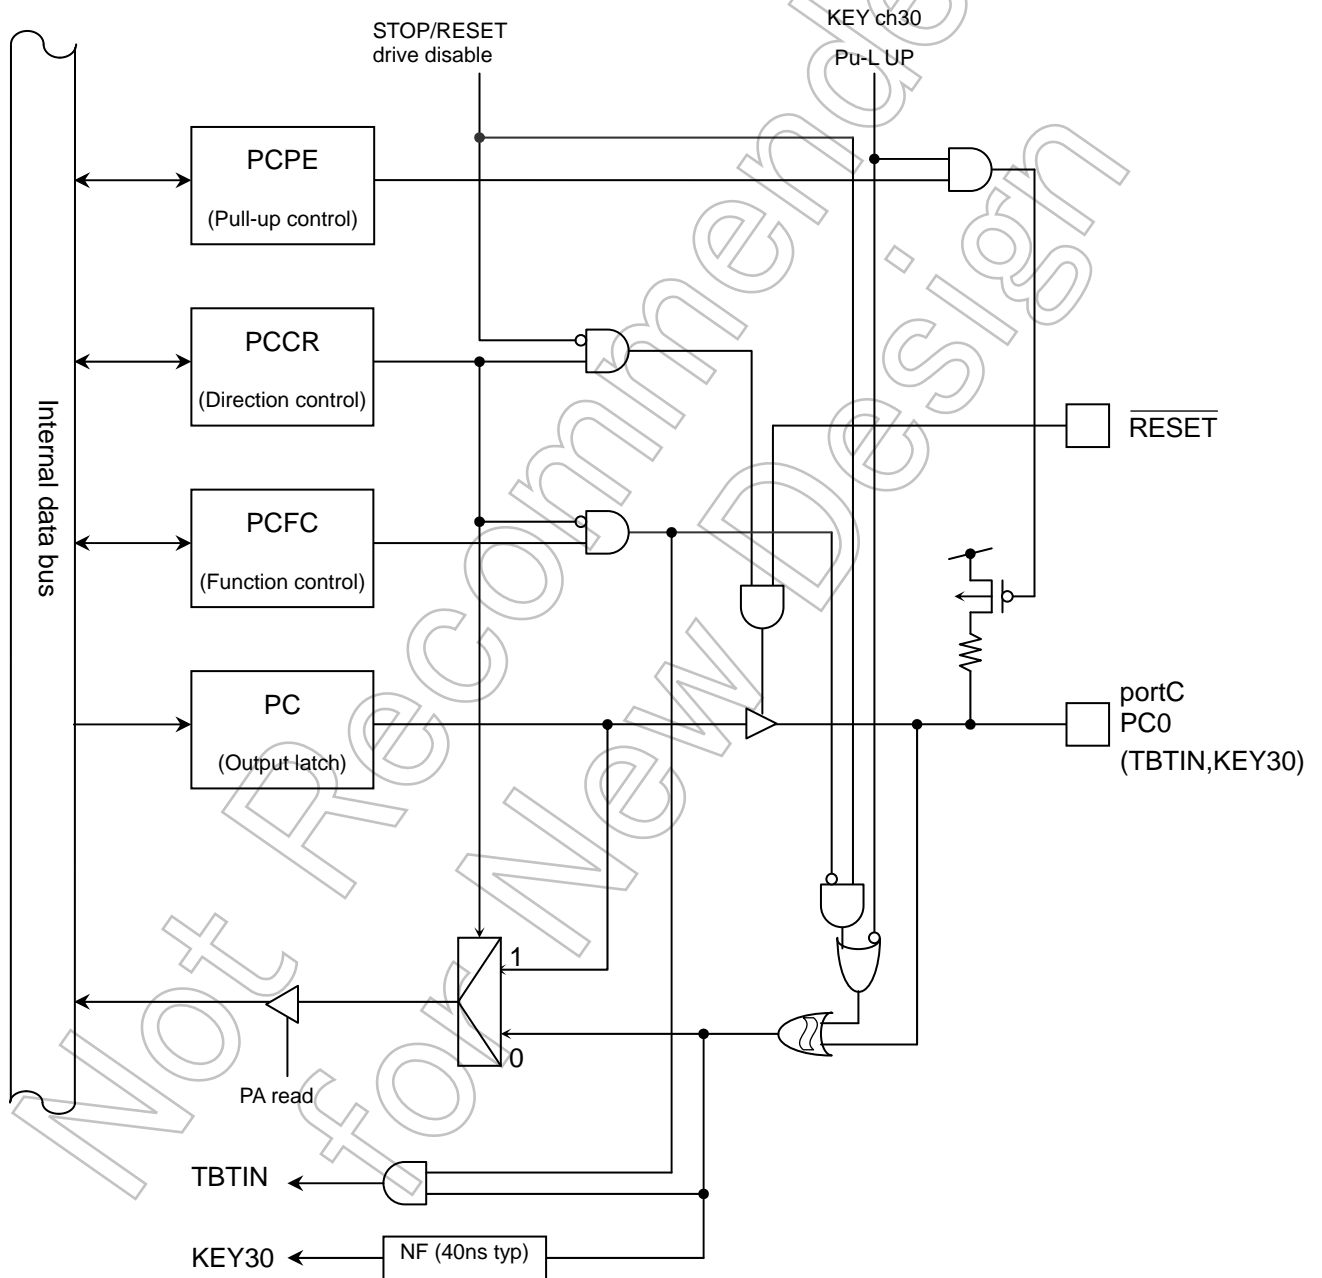 STOP/RESET
drive disable
KEY ch30
Pu-L UP
PCPE
(Pull-up control)
PCCR
(Direction control)
Internal data bus
RESET
PCFC
(Function control)
PC
(Output latch)
portC
PC0
(TBTIN,KEY30)
1
0
PA read
TBTIN
KEY30
NF (40ns typ)
Not Recommended
for New Design